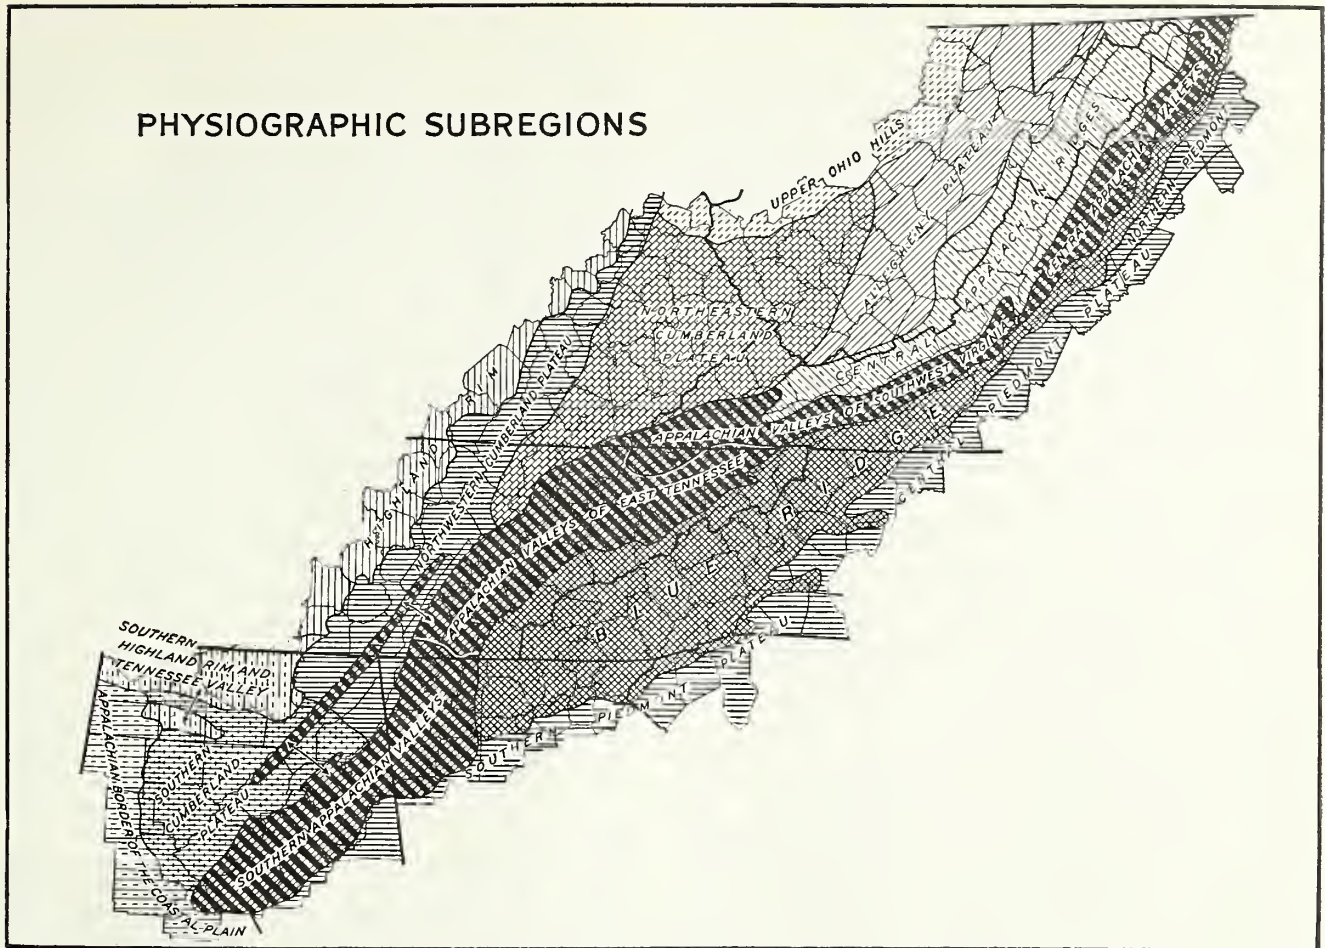 PHYSIOGRAPHIC SUBREGIONS
UPPER OHIO HILLS
ALLEGHENY PLATEAU
CENTRAL APPALACHIAN RIDGES
CENTRAL APPALACHIAN VALLEYS
NORTHERN PIEDMON
PLATEAU
NORTHEASTERN
CUMBERLAND
PLATEAU
HIGHLAND RIM
NORTHWESTERN CUMBERLAND PLATEAU
APPALACHIAN VALLEYS OF SOUTHWEST VIRGINIA
APPALACHIAN VALLEYS OF EAST TENNESSEE
BLUE RIDGE
CENTRAL PIEDMONT PLATEAU
SOUTHERN
HIGHLAND RIM AND
TENNESSEE VALLEY
SOUTHERN PIEDMONT PLATEAU
SOUTHERN
CUMBERLAND
PLATEAU
SOUTHERN APPALACHIAN VALLEYS
APPALACHIAN BORDER OF THE COASTAL PLAIN